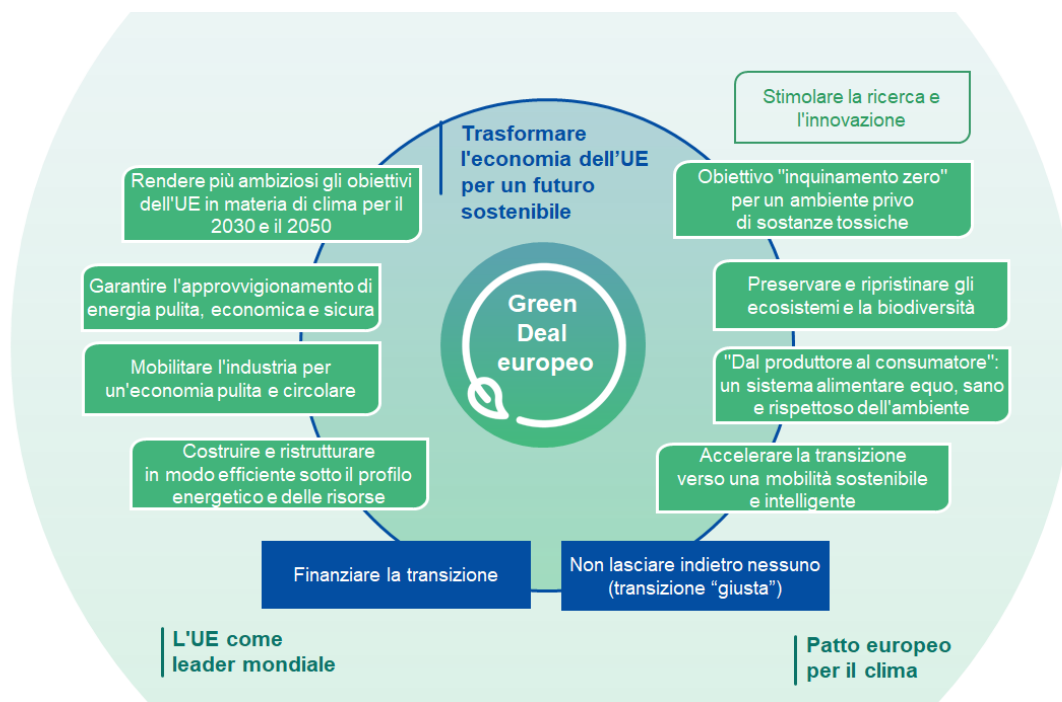 Stimolare la ricerca e
l'innovazione
Trasformare
l'economia dell’UE
per un futuro
sostenibile
Rendere più ambiziosi gli obiettivi
dell'UE in materia di clima per il
2030 e il 2050
Obiettivo "inquinamento zero"
per un ambiente privo
di sostanze tossiche
Garantire l'approvvigionamento di
energia pulita, economica e sicura
Green
Deal
europeo
Preservare e ripristinare gli
ecosistemi e la biodiversità
Mobilitare l'industria per
un'economia pulita e circolare
"Dal produttore al consumatore":
un sistema alimentare equo, sano
e rispettoso dell'ambiente
Costruire e ristrutturare
in modo efficiente sotto il profilo
energetico e delle risorse
Accelerare la transizione
verso una mobilità sostenibile
e intelligente
Finanziare la transizione
Non lasciare indietro nessuno
(transizione “giusta”)
L'UE come
leader mondiale
Patto europeo
per il clima